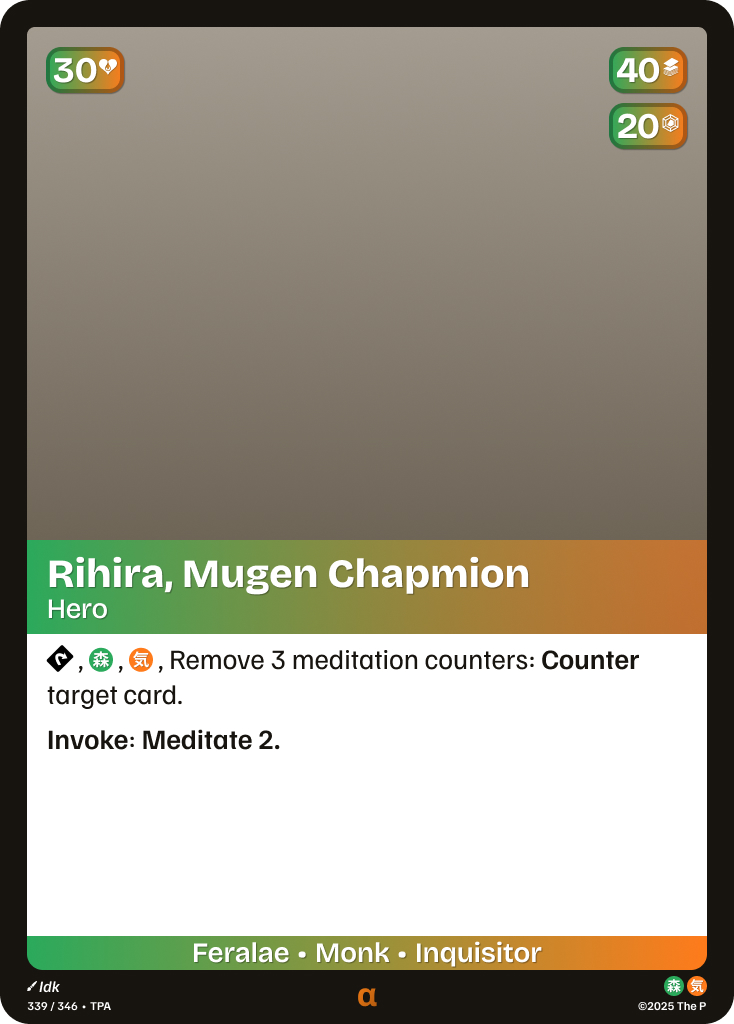 30
40
20
Rihira, Mugen Chapmion
Hero
, 森 , 気 , Remove 3 meditation counters: Counter
target card.
Invoke: Meditate 2.
Feralae • Monk • Inquisitor
Idk
339 / 346 • TPA
α
森 気
©2025 The P